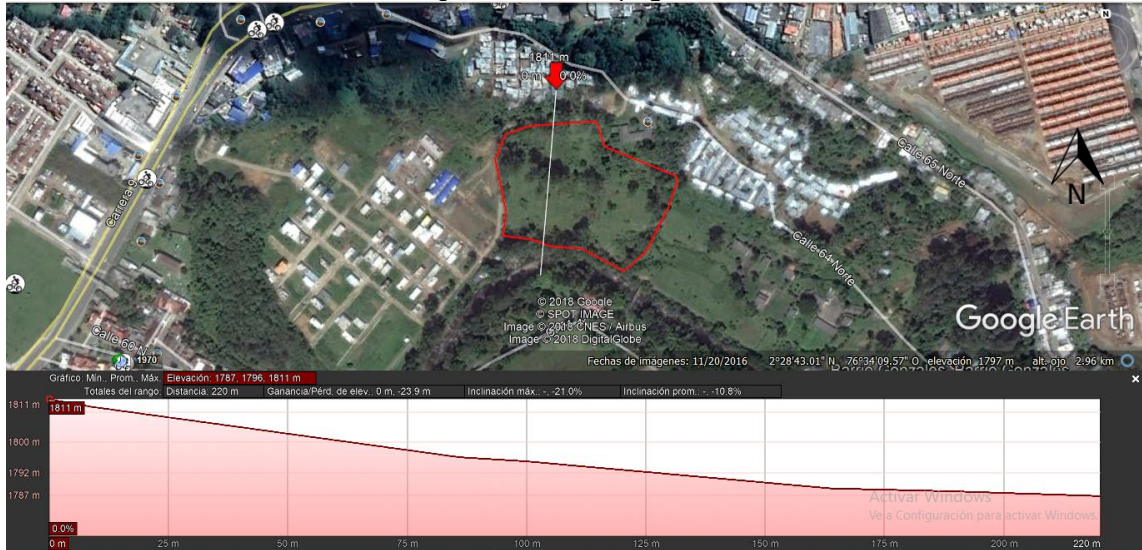 1811 m
0 m 0.0%
N
Carrera 9
Calle 65 Norte
N
Calle 64 Norte
© 2018 Google
© SPOT IMAGE
Image © 2018 CNES / Airbus
Image © 2018 DigitalGlobe
Google Earth
Calle 60 N
1970
Fechas de imágenes: 11/20/2016 2°28'43.01" N 76°34'09.57" O elevación 1797 m alt. ojo 2.96 km
Gráfico: Mín., Prom., Máx. Elevación: 1787, 1796, 1811 m
Totales del rango: Distancia: 220 m Ganancia/Pérd. de elev.: 0 m, -23.9 m Inclinación máx.: -, -21.0% Inclinación prom.: -, -10.8%
1811 m
1811 m
1800 m
1792 m
1787 m
Activar Windows
Ve a Configuración para activar Windows.
0.0%
0 m 25 m 50 m 75 m 100 m 125 m 150 m 175 m 200 m 220 m